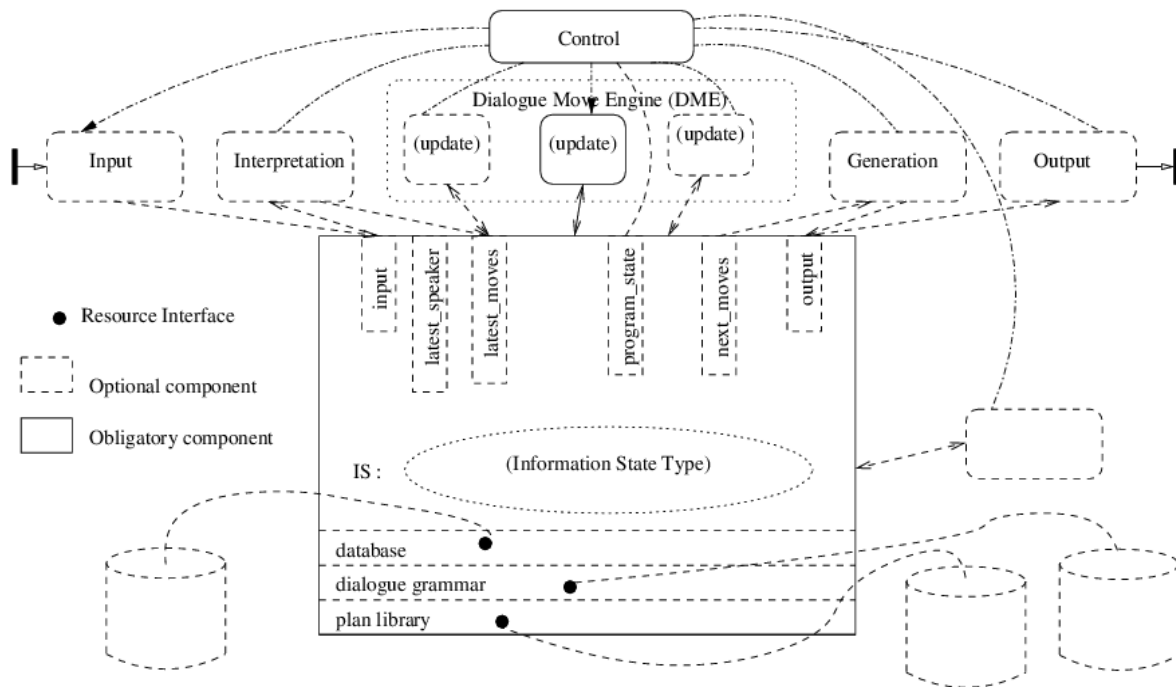 Control
Dialogue Move Engine (DME)
Input
Interpretation
(update)
(update)
(update)
Generation
Output
input
latest_speaker
latest_moves
program_state
next_moves
output
Resource Interface
Optional component
Obligatory component
IS :
(Information State Type)
database
dialogue grammar
plan library